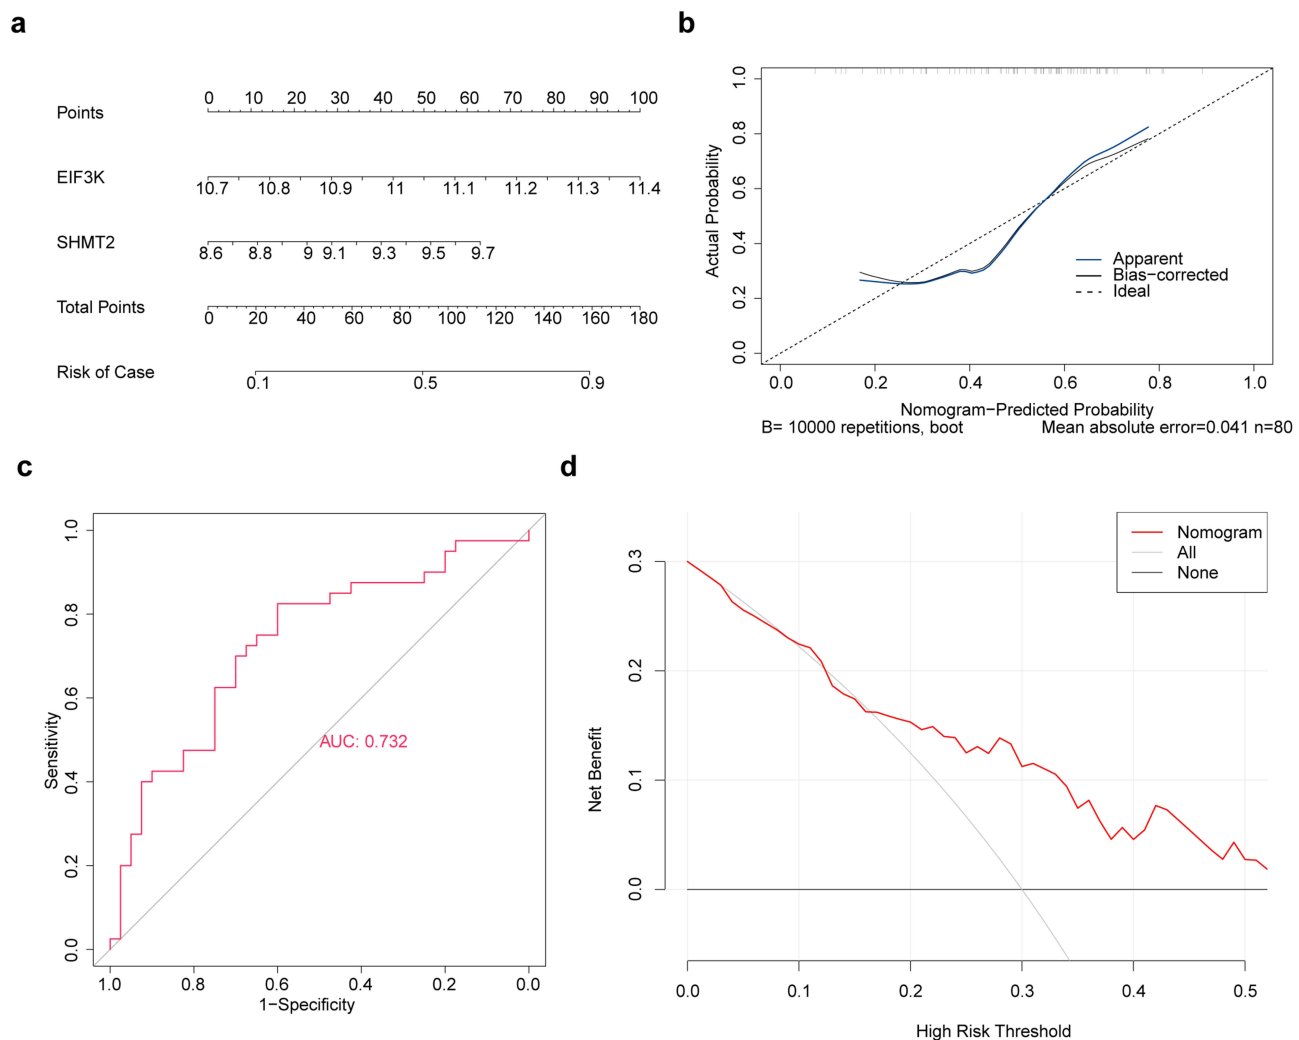 a
Points
0 10 20 30 40 50 60 70 80 90 100
EIF3K
10.7 10.8 10.9 11 11.1 11.2 11.3 11.4
SHMT2
8.6 8.8 9 9.1 9.3 9.5 9.7
Total Points
0 20 40 60 80 100 120 140 160 180
Risk of Case
0.1 0.5 0.9
b
Actual Probability
1.0
0.8
0.6
0.4
0.2
0.0
Apparent
Bias−corrected
Ideal
0.0 0.2 0.4 0.6 0.8 1.0
Nomogram−Predicted Probability
B= 10000 repetitions, boot
Mean absolute error=0.041 n=80
c
Sensitivity
1.0
0.8
0.6
0.4
0.2
0.0
AUC: 0.732
1.0 0.8 0.6 0.4 0.2 0.0
1−Specificity
d
Net Benefit
0.3
0.2
0.1
0.0
Nomogram
All
None
0.0 0.1 0.2 0.3 0.4 0.5
High Risk Threshold